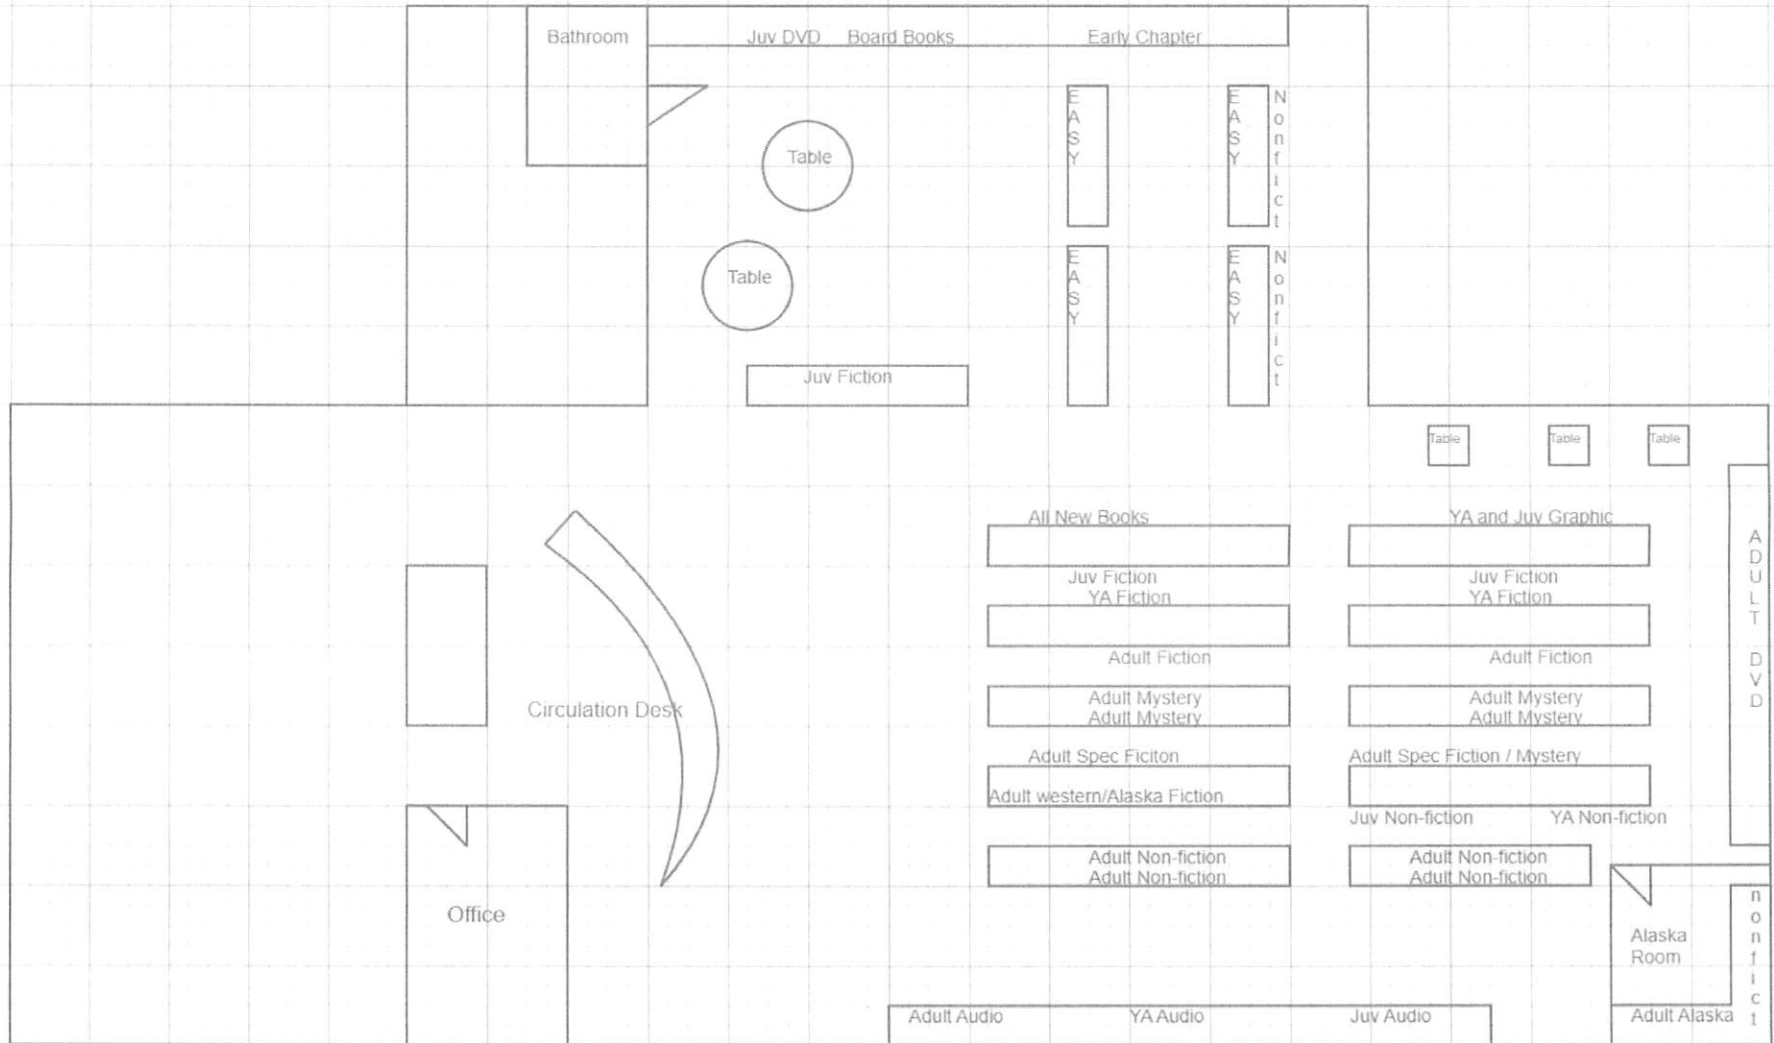 Bathroom
Juv DVD
Board Books
Early Chapter
EASY
EASY
Nonfict
Table
Table
EASY
EASY
Nonfict
Juv Fiction
Table
Table
Table
All New Books
YA and Juv Graphic
Juv Fiction
YA Fiction
Juv Fiction
YA Fiction
ADULT DVD
Adult Fiction
Adult Fiction
Adult Mystery
Adult Mystery
Adult Mystery
Adult Mystery
Circulation Desk
Adult Spec Ficiton
Adult Spec Fiction / Mystery
Adult western/Alaska Fiction
Juv Non-fiction
YA Non-fiction
Adult Non-fiction
Adult Non-fiction
Adult Non-fiction
Adult Non-fiction
Office
Alaska
Room
nonfict
Adult Audio
YA Audio
Juv Audio
Adult Alaska